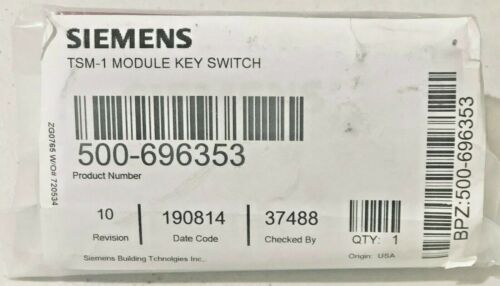 SIEMENS
TSM-1 MODULE KEY SWITCH
500-696353
Product Number
10 190814 37488 QTY: 1
Revision Date Code Checked By
Siemens Building Tchnolgies Inc.. Origin: USA
ZG0765 W/O# 720534
BPZ:500-696353